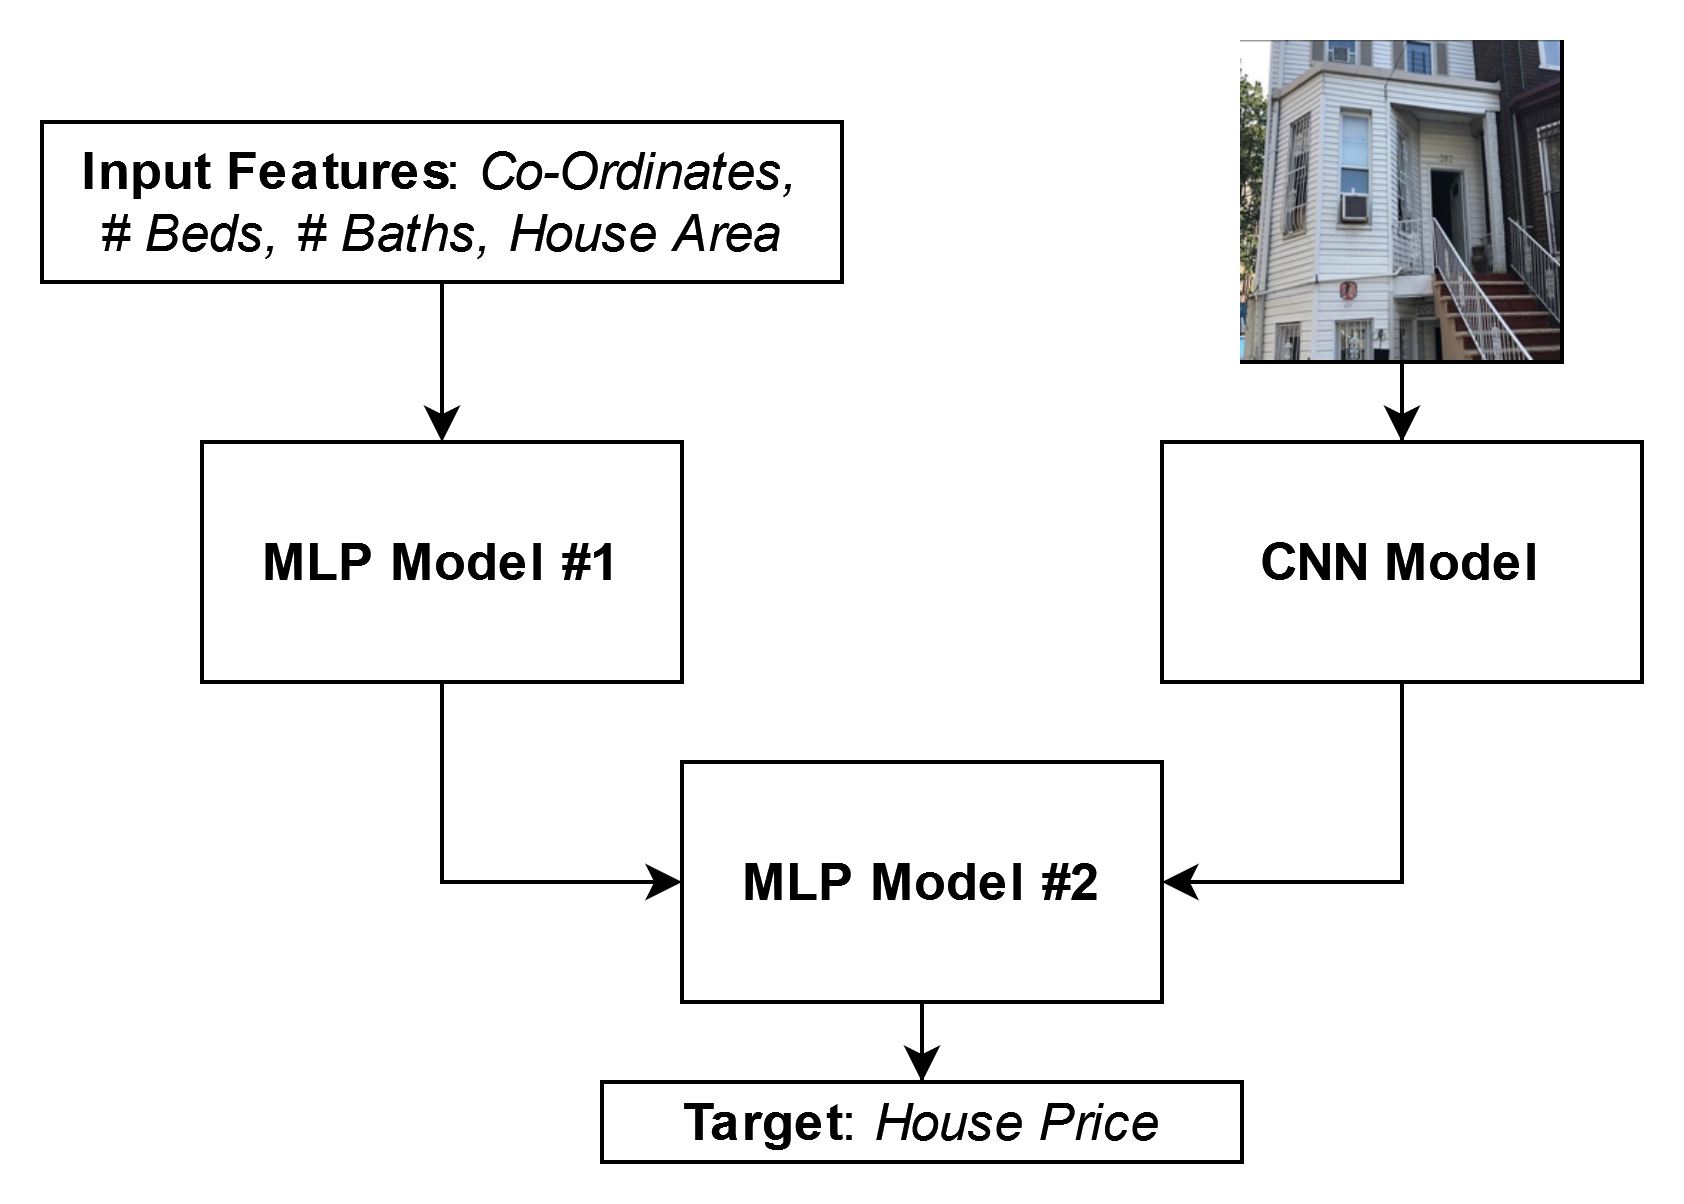 Input Features: Co-Ordinates,
# Beds, # Baths, House Area
MLP Model #1
CNN Model
MLP Model #2
Target: House Price